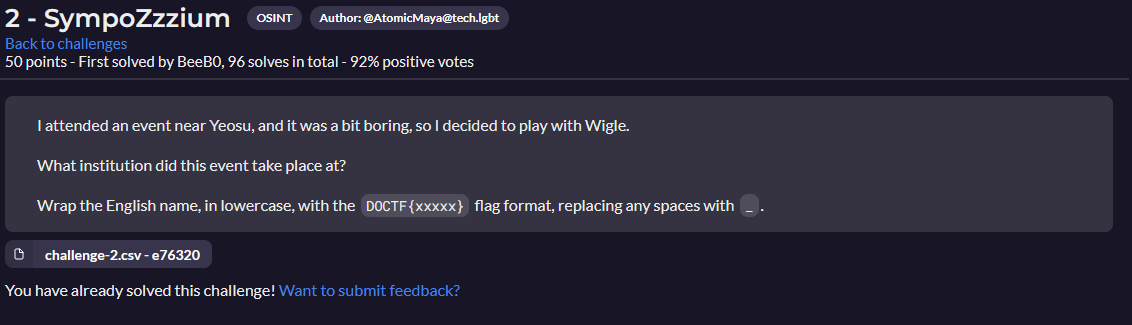 2 - SympoZzzium OSINT Author: @AtomicMaya@tech.lgbt
Back to challenges
50 points - First solved by BeeB0, 96 solves in total - 92% positive votes
I attended an event near Yeosu, and it was a bit boring, so I decided to play with Wigle.
What institution did this event take place at?
Wrap the English name, in lowercase, with the DOCTF{xxxxx} flag format, replacing any spaces with _.
challenge-2.csv - e76320
You have already solved this challenge! Want to submit feedback?